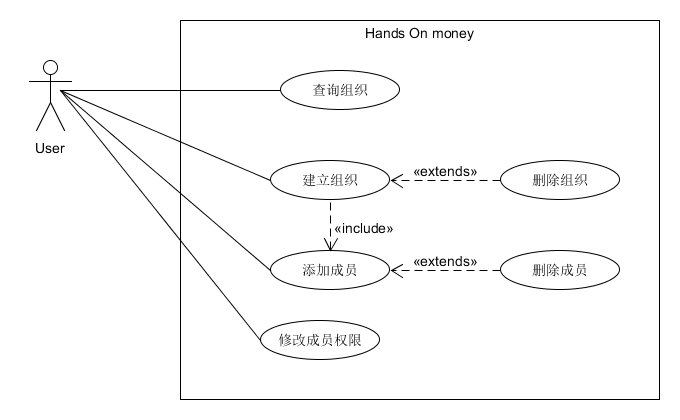 Hands On money
User
查询组织
建立组织
«extends»
删除组织
«include»
添加成员
«extends»
删除成员
修改成员权限